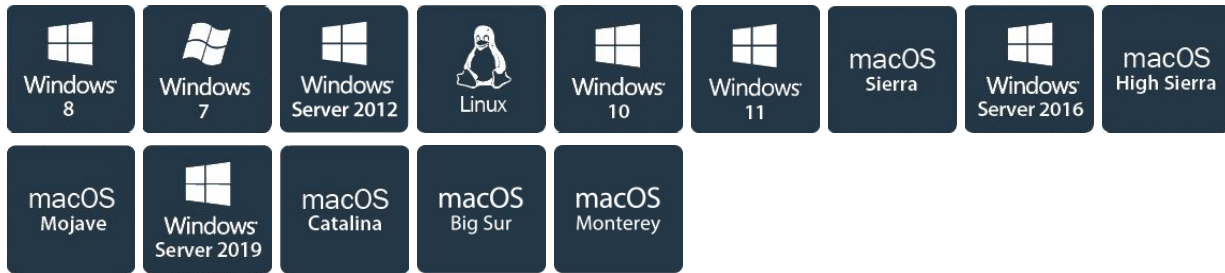 Windows
8
Windows
7
Windows
Server 2012
Linux
Windows
10
Windows
11
macOS
Sierra
Windows
Server 2016
macOS
High Sierra
macOS
Mojave
Windows
Server 2019
macOS
Catalina
macOS
Big Sur
macOS
Monterey